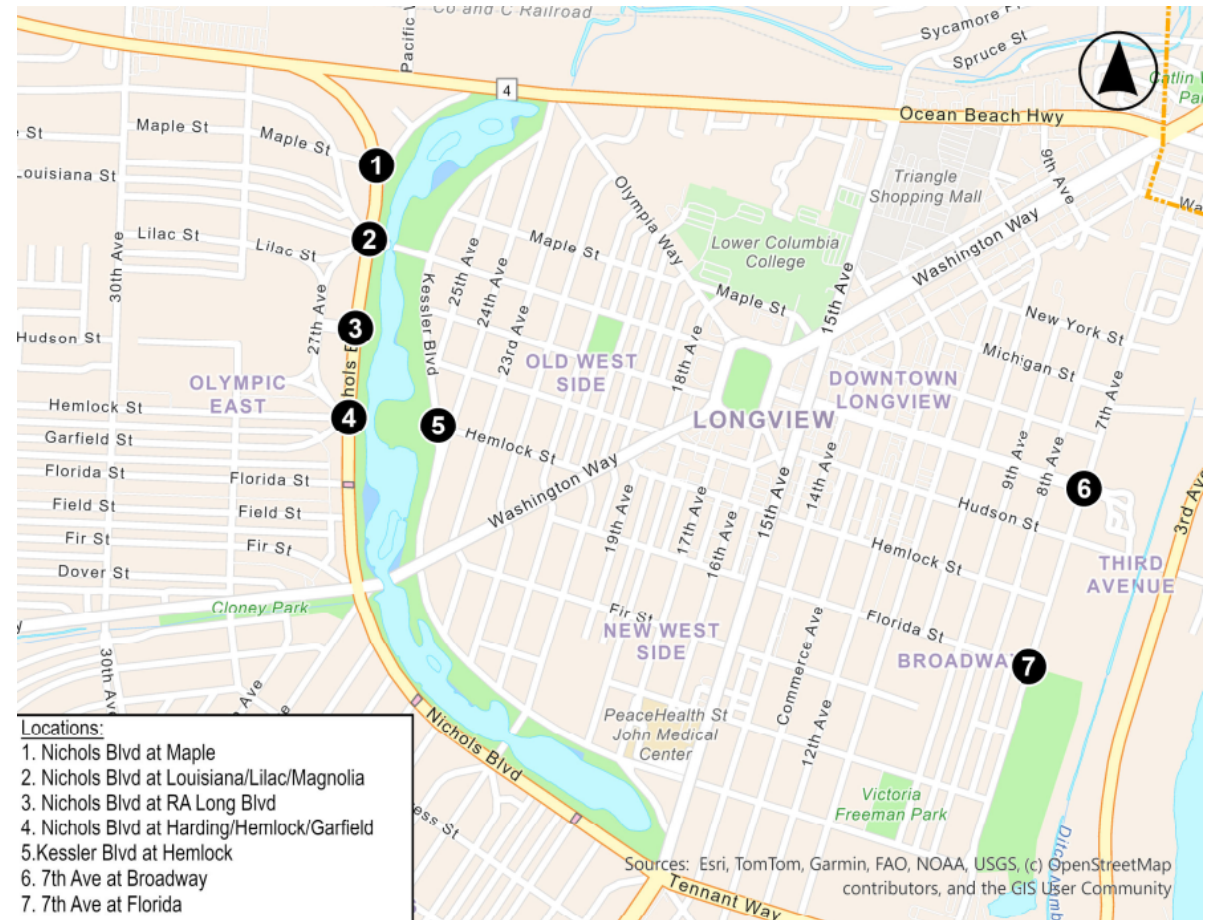 Co and C Railroad
Pacific
Sycamore
Spruce St
4
Ocean Beach Hwy
Catlin
St
Maple St
Maple St
1
Louisiana St
9th Ave
Triangle
Shopping Mall
Olympia Way
Washington Way
Lilac St
Lilac St
2
30th Ave
Maple St
Lower Columbia
College
25th Ave
24th Ave
Kessler Blvd
23rd Ave
Maple St
15th Ave
New York St
Hudson St
27th Ave
3
Michigan St
OLD WEST
SIDE
18th Ave
OLYMPIC
EAST
DOWNTOWN
LONGVIEW
7th Ave
Hemlock St
4
5
LONGVIEW
Garfield St
Hemlock St
Florida St
Florida St
Washington Way
9th Ave
8th Ave
6
Field St
Field St
19th Ave
17th Ave
16th Ave
15th Ave
14th Ave
Hudson St
3rd Ave
Fir St
Fir St
Hemlock St
THIRD
AVENUE
Dover St
Cloney Park
Fir St
NEW WEST
SIDE
Florida St
BROADWA
7
30th Ave
Ave
Commerce Ave
12th Ave
PeaceHealth St
John Medical
Center
Nichols Blvd
Victoria
Freeman Park
ess St
Tennant Way
Locations:
1. Nichols Blvd at Maple
2. Nichols Blvd at Louisiana/Lilac/Magnolia
3. Nichols Blvd at RA Long Blvd
4. Nichols Blvd at Harding/Hemlock/Garfield
5.Kessler Blvd at Hemlock
6. 7th Ave at Broadway
7. 7th Ave at Florida
Sources: Esri, TomTom, Garmin, FAO, NOAA, USGS, (c) OpenStreetMap
contributors, and the GIS User Community